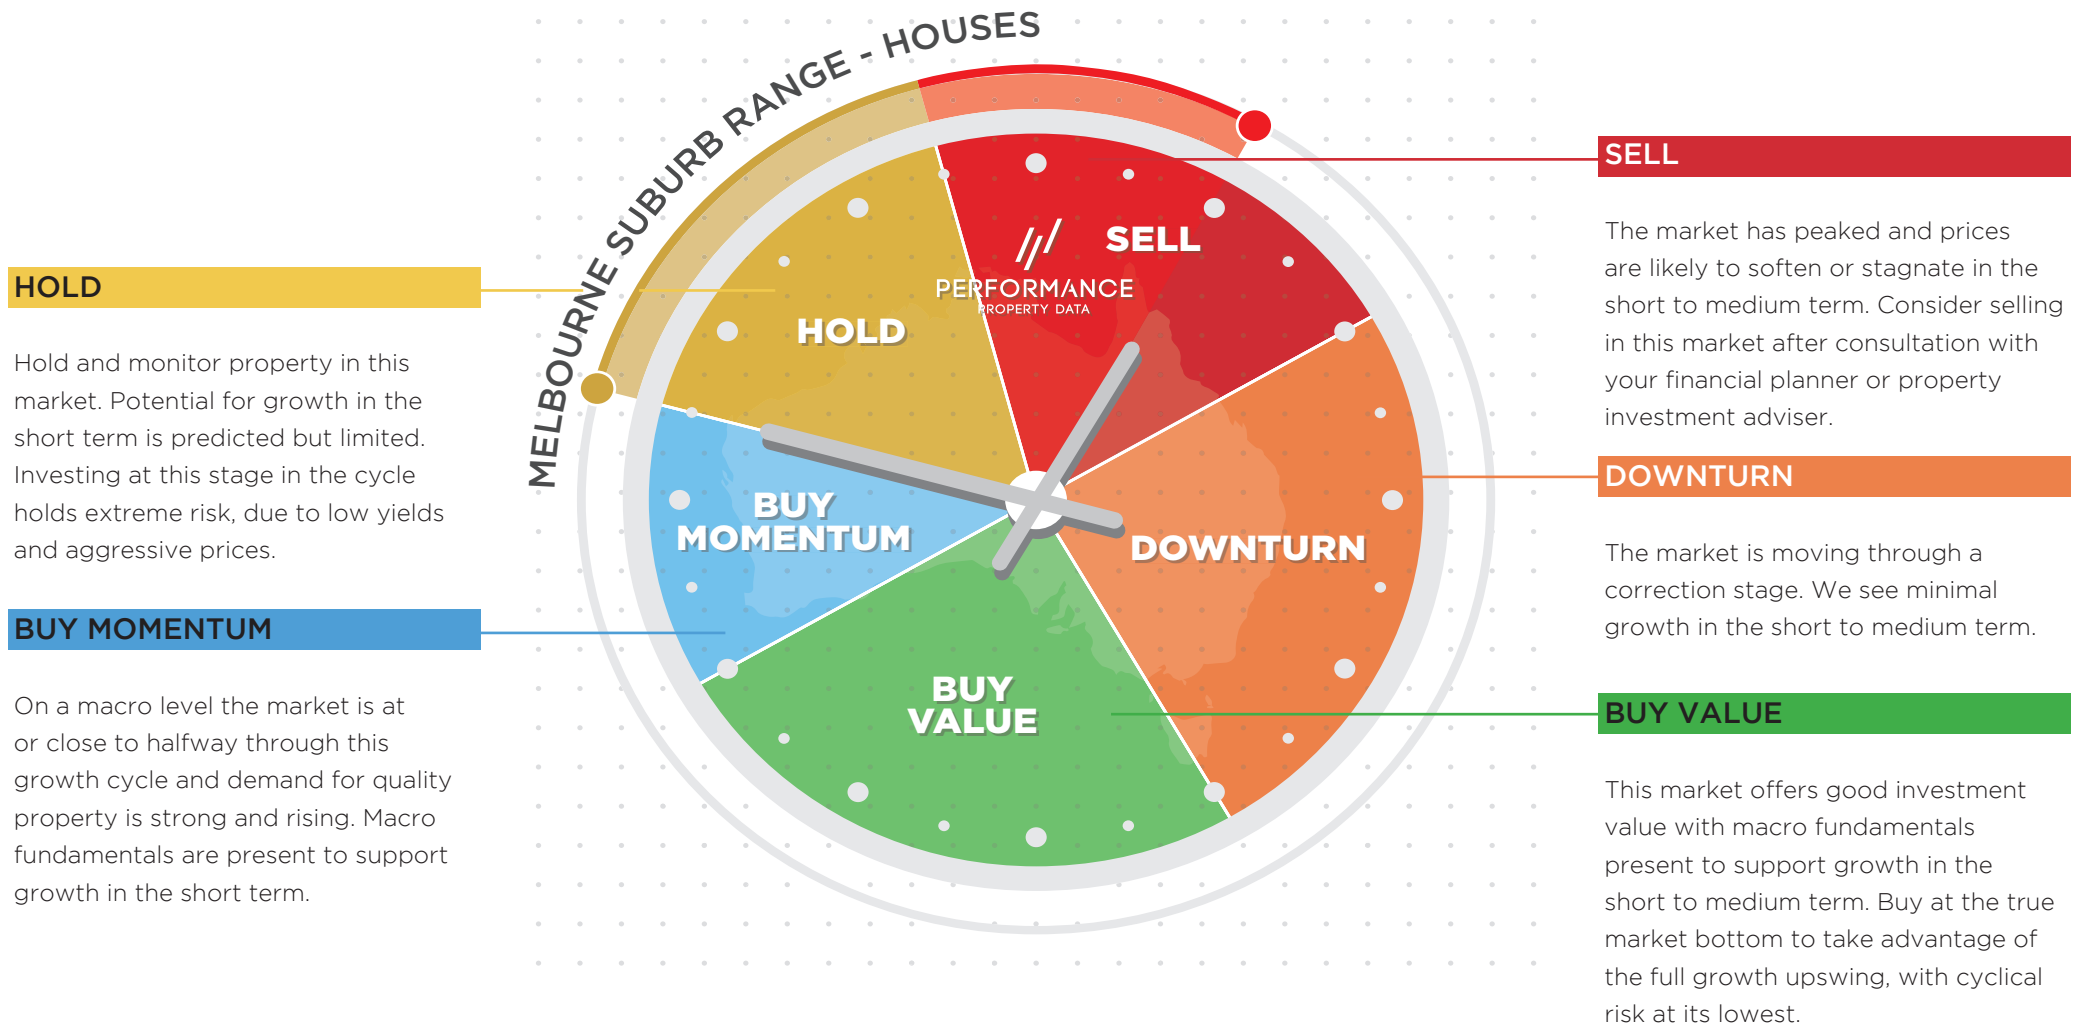 MELBOURNE SUBURB RANGE - HOUSES
HOLD
Hold and monitor property in this
market. Potential for growth in the
short term is predicted but limited.
Investing at this stage in the cycle
holds extreme risk, due to low yields
and aggressive prices.
BUY MOMENTUM
On a macro level the market is at
or close to halfway through this
growth cycle and demand for quality
property is strong and rising. Macro
fundamentals are present to support
growth in the short term.
SELL
PERFORMANCE
PROPERTY DATA
HOLD
BUY
MOMENTUM
DOWNTURN
BUY
VALUE
SELL
The market has peaked and prices
are likely to soften or stagnate in the
short to medium term. Consider selling
in this market after consultation with
your financial planner or property
investment adviser.
DOWNTURN
The market is moving through a
correction stage. We see minimal
growth in the short to medium term.
BUY VALUE
This market offers good investment
value with macro fundamentals
present to support growth in the
short to medium term. Buy at the true
market bottom to take advantage of
the full growth upswing, with cyclical
risk at its lowest.